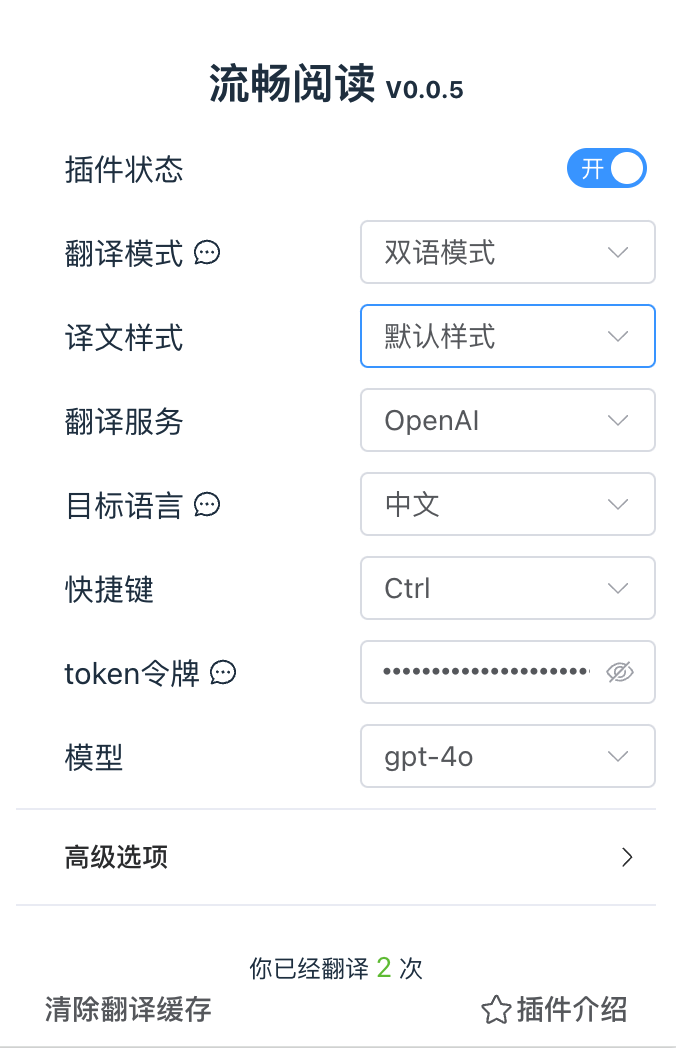 流畅阅读 V0.0.5
插件状态 开
翻译模式 双语模式
译文样式 默认样式
翻译服务 OpenAI
目标语言 中文
快捷键 Ctrl
token令牌 ••••••••••••••••••••••
模型 gpt-4o
高级选项
你已经翻译 2 次
清除翻译缓存 插件介绍